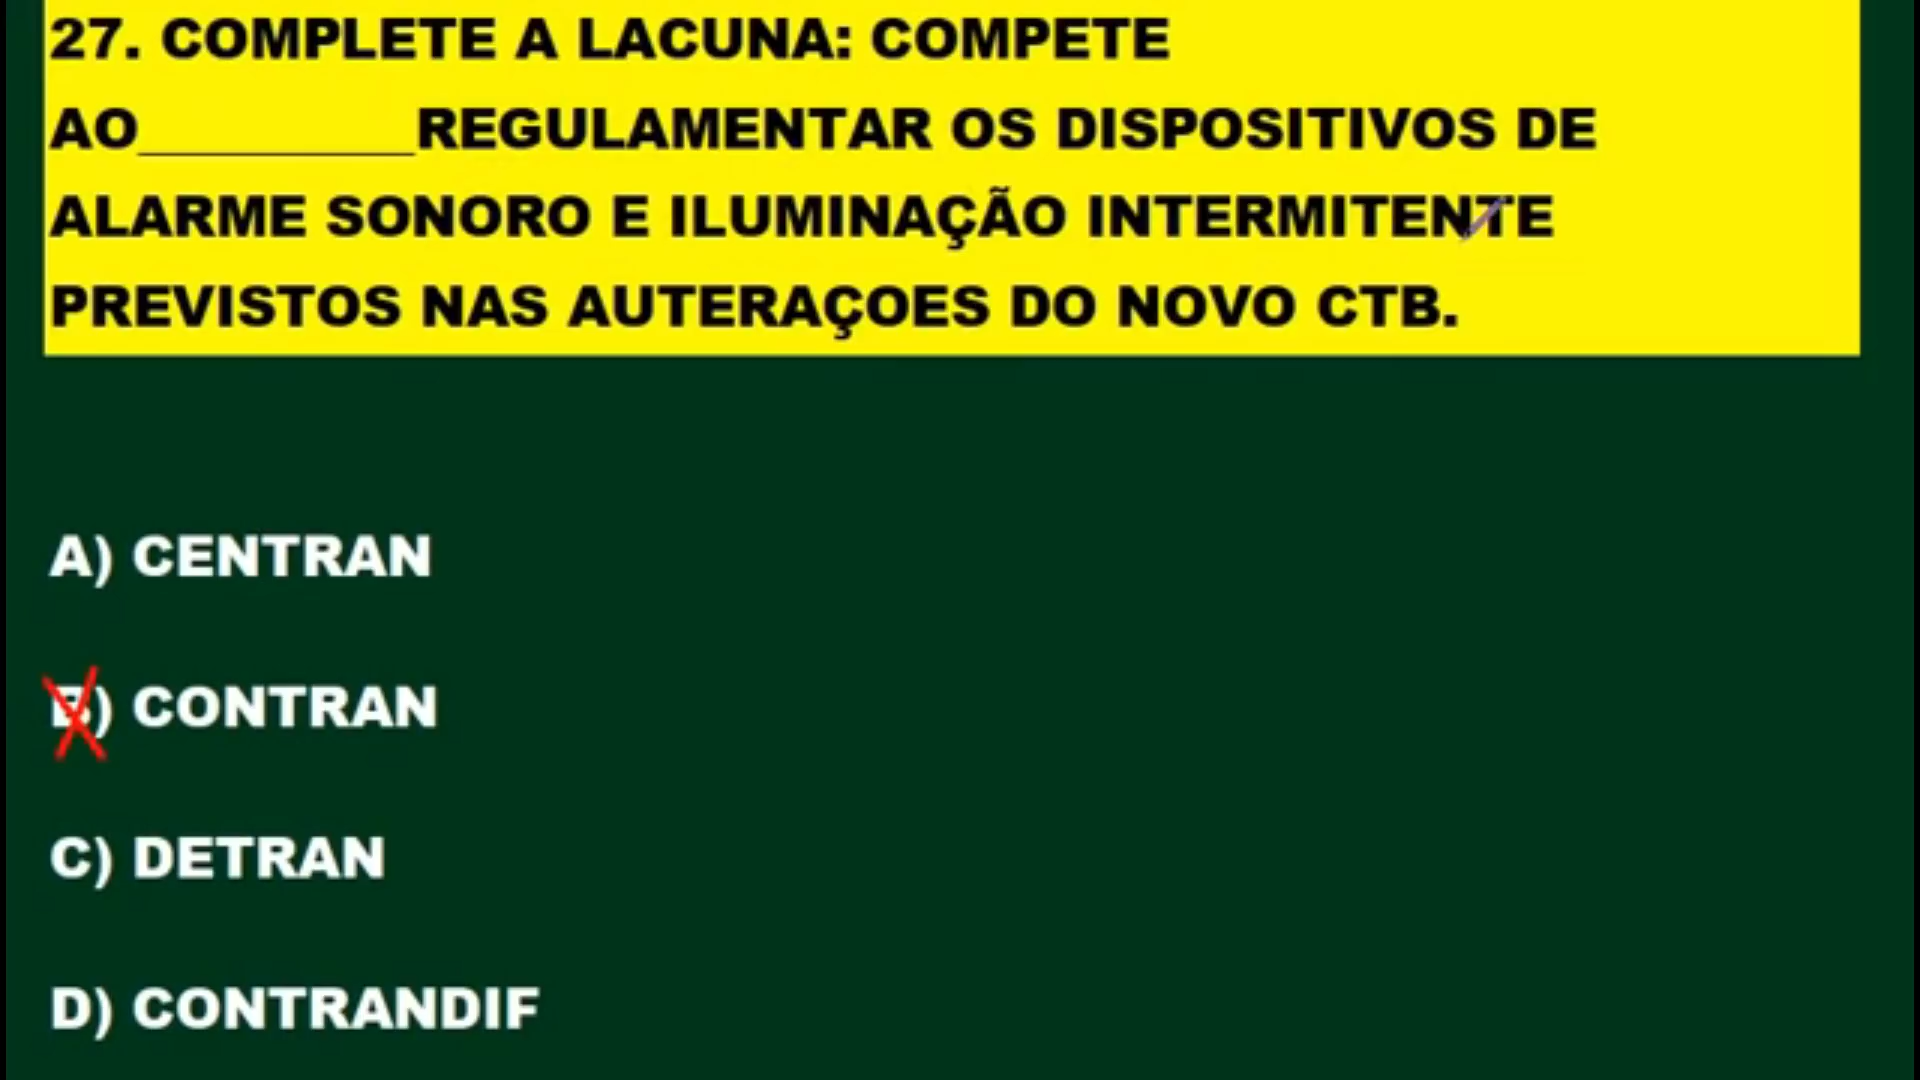 27. COMPLETE A LACUNA: COMPETE
AO__________REGULAMENTAR OS DISPOSITIVOS DE
ALARME SONORO E ILUMINAÇÃO INTERMITENTE
PREVISTOS NAS AUTERAÇOES DO NOVO CTB.
A) CENTRAN
B) CONTRAN
C) DETRAN
D) CONTRANDIF